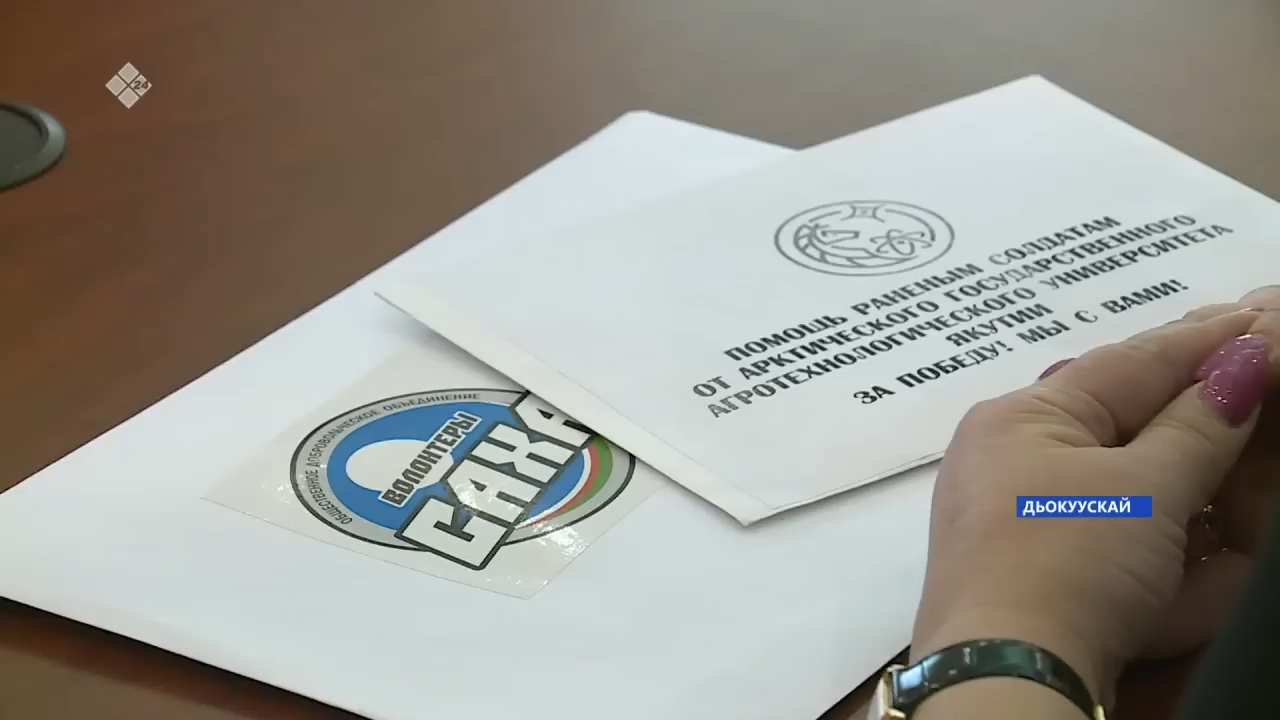 24
ПОМОЩЬ РАНЕНЫМ СОЛДАТАМ
ОТ АРКТИЧЕСКОГО ГОСУДАРСТВЕННОГО
АГРОТЕХНОЛОГИЧЕСКОГО УНИВЕРСИТЕТА
ЯКУТИИ
ЗА ПОБЕДУ! МЫ С ВАМИ!
ОБЩЕСТВЕННОЕ ДОБРОВОЛЬЧЕСКОЕ ОБЪЕДИНЕНИЕ
ВОЛОНТЕРЫ
САХА
ДЬОКУУСКАЙ